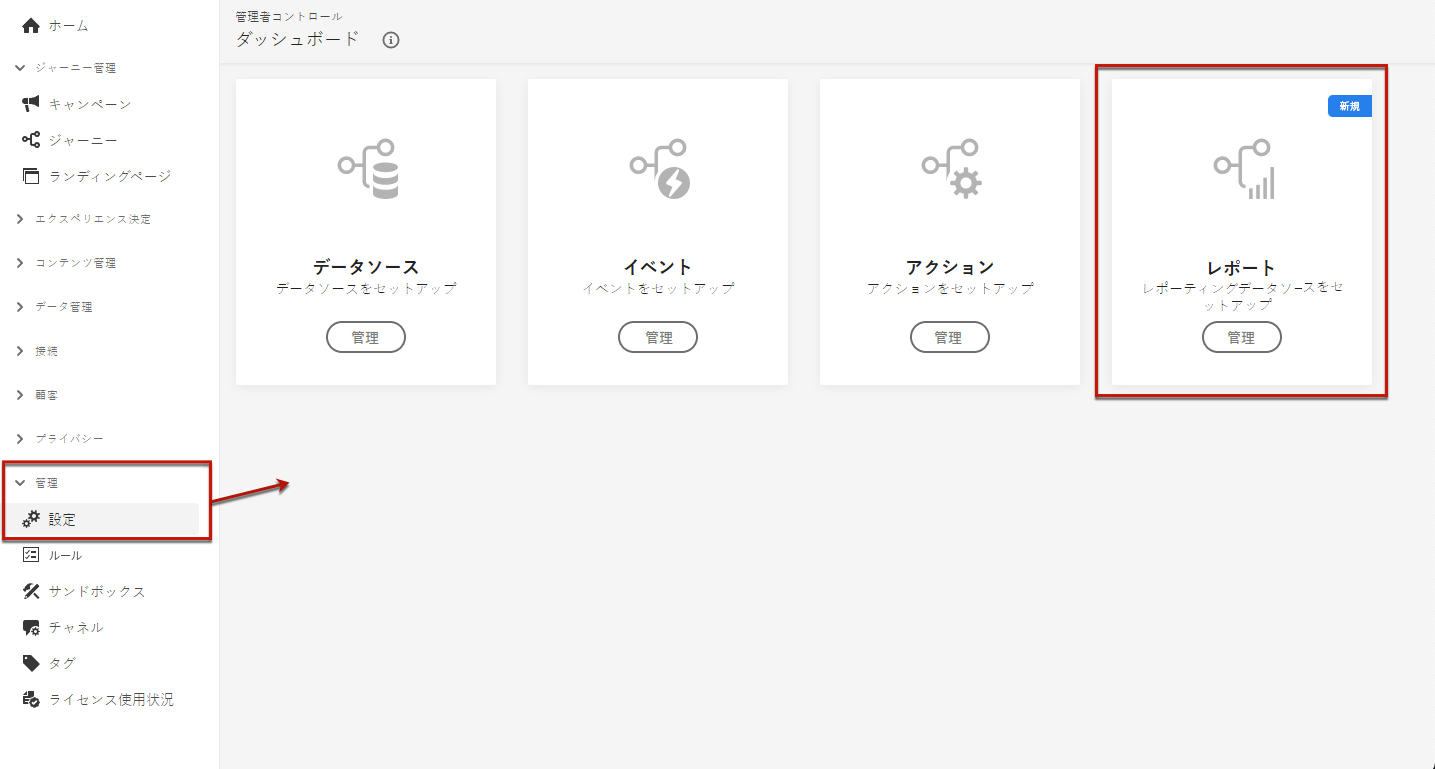 ホーム
ジャーニー管理
キャンペーン
ジャーニー
ランディングページ
エクスペリエンス決定
コンテンツ管理
データ管理
接続
顧客
プライバシー
管理
設定
ルール
サンドボックス
チャネル
タグ
ライセンス使用状況
管理者コントロール
ダッシュボード
データソース
データソースをセットアップ
管理
イベント
イベントをセットアップ
管理
アクション
アクションをセットアップ
管理
新規
レポート
レポーティングデータソースをセ
ットアップ
管理